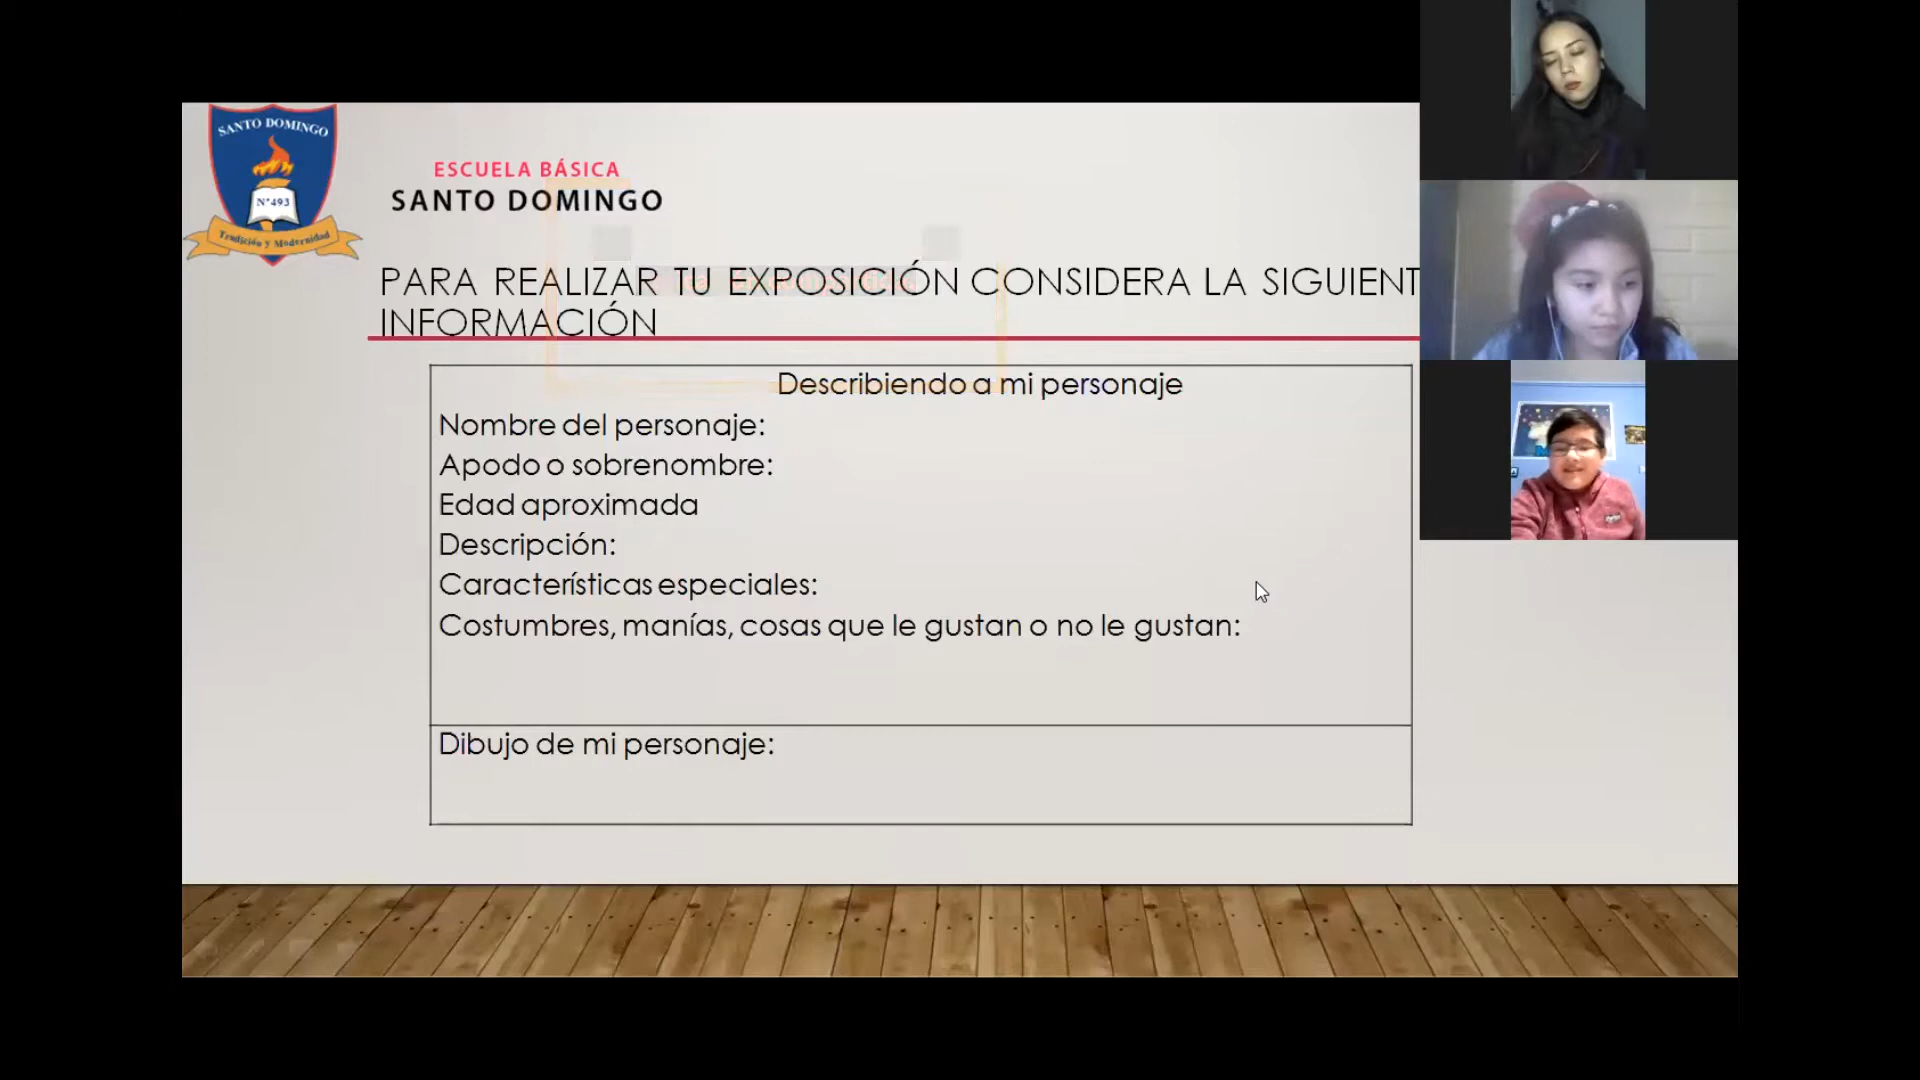 SANTO DOMINGO
N°493
Tradición y Modernidad
ESCUELA BÁSICA
SANTO DOMINGO
PARA REALIZAR TU EXPOSICIÓN CONSIDERA LA SIGUIENT
INFORMACIÓN
Describiendo a mi personaje
Nombre del personaje:
Apodo o sobrenombre:
Edad aproximada
Descripción:
Características especiales:
Costumbres, manías, cosas que le gustan o no le gustan:
Dibujo de mi personaje: